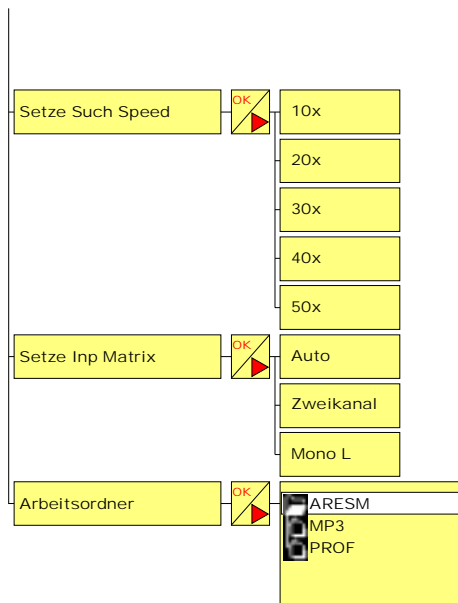 Setze Such Speed
OK
10x
20x
30x
40x
50x
Setze Inp Matrix
OK
Auto
Zweikanal
Mono L
Arbeitsordner
OK
ARESM
MP3
PROF